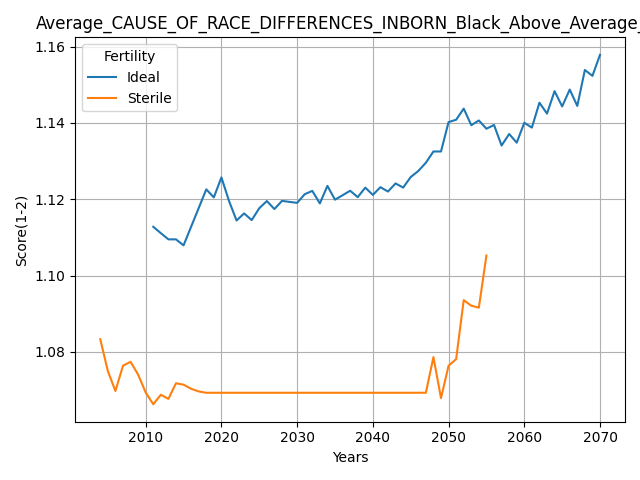 Average_CAUSE_OF_RACE_DIFFERENCES_INBORN_Black_Above_Average_
Fertility
Ideal
Sterile
Score(1-2)
1.16
1.14
1.12
1.10
1.08
2010 2020 2030 2040 2050 2060 2070
Years